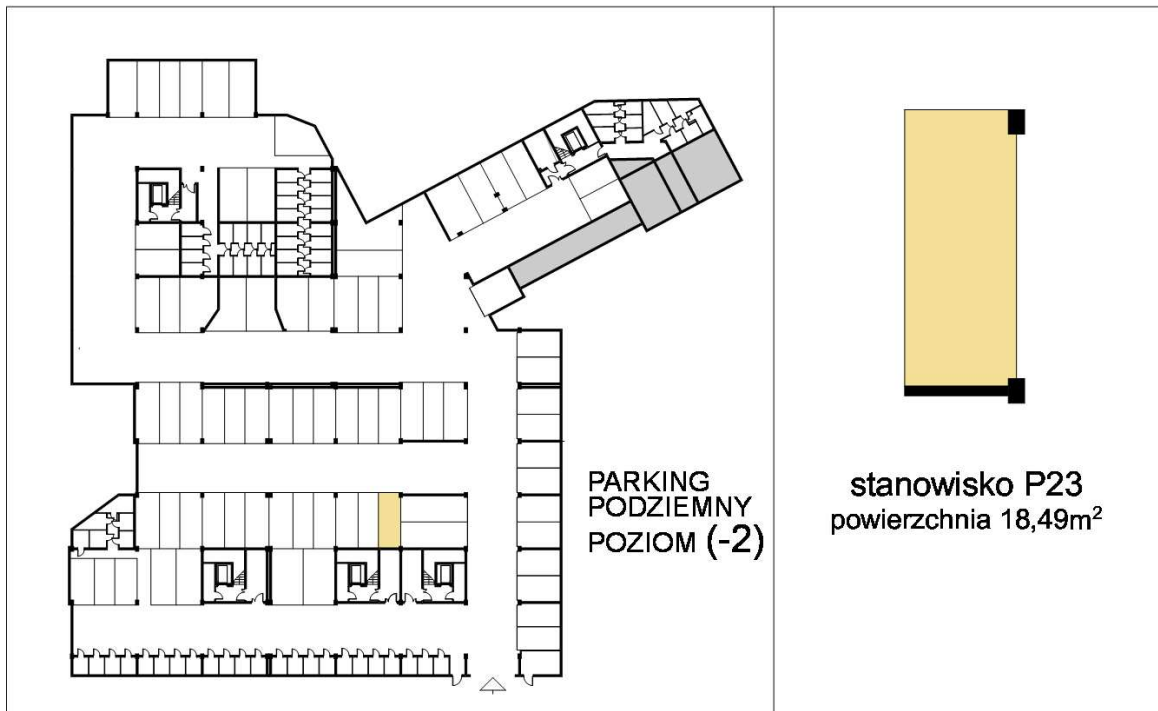 PARKING
PODZIEMNY
POZIOM (-2)
stanowisko P23
powierzchnia 18,49m²